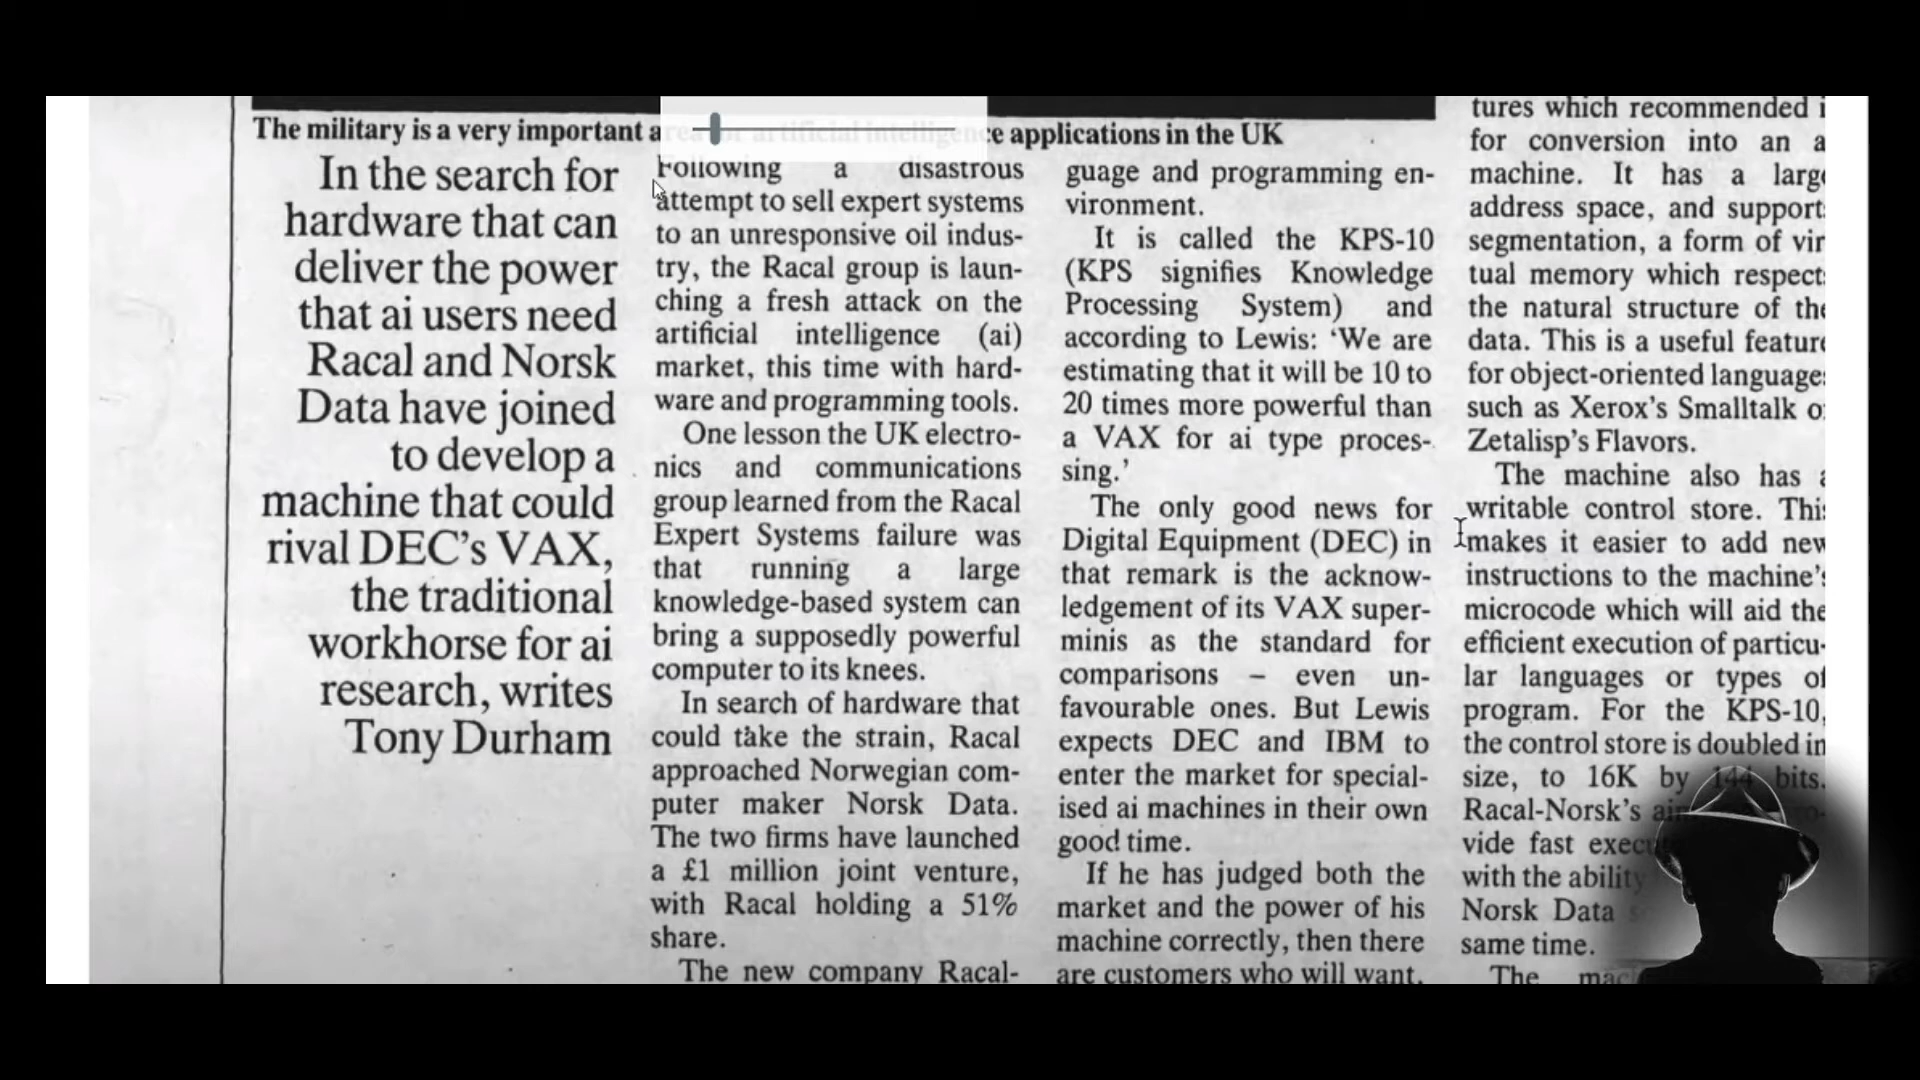 The military is a very important area for artificial intelligence applications in the UK
In the search for
hardware that can
deliver the power
that ai users need
Racal and Norsk
Data have joined
to develop a
machine that could
rival DEC's VAX,
the traditional
workhorse for ai
research, writes
Tony Durham
Following a disastrous
attempt to sell expert systems
to an unresponsive oil indus-
try, the Racal group is laun-
ching a fresh attack on the
artificial intelligence (ai)
market, this time with hard-
ware and programming tools.
One lesson the UK electro-
nics and communications
group learned from the Racal
Expert Systems failure was
that running a large
knowledge-based system can
bring a supposedly powerful
computer to its knees.
In search of hardware that
could take the strain, Racal
approached Norwegian com-
puter maker Norsk Data.
The two firms have launched
a £1 million joint venture,
with Racal holding a 51%
share.
The new company Racal-
guage and programming en-
vironment.
It is called the KPS-10
(KPS signifies Knowledge
Processing System) and
according to Lewis: 'We are
estimating that it will be 10 to
20 times more powerful than
a VAX for ai type proces-
sing.'
The only good news for
Digital Equipment (DEC) in
that remark is the acknow-
ledgement of its VAX super-
minis as the standard for
comparisons – even un-
favourable ones. But Lewis
expects DEC and IBM to
enter the market for special-
ised ai machines in their own
good time.
If he has judged both the
market and the power of his
machine correctly, then there
are customers who will want,
tures which recommended
for conversion into an
machine. It has a
address space, and
segmentation, a form of vir
tual memory which
the natural structure of
data. This is a useful
for object-oriented
such as Xerox's Smalltalk
Zetalisp's Flavors.
The machine also has
writable control store.
makes it easier to add
instructions to the
microcode which will aid the
efficient execution of particu-
lar languages or types of
program. For the KPS-10,
the control store is doubled in
size, to 16K by 144 bits.
Racal-Norsk's
vide fast
with the ability
Norsk Data
same time.
The